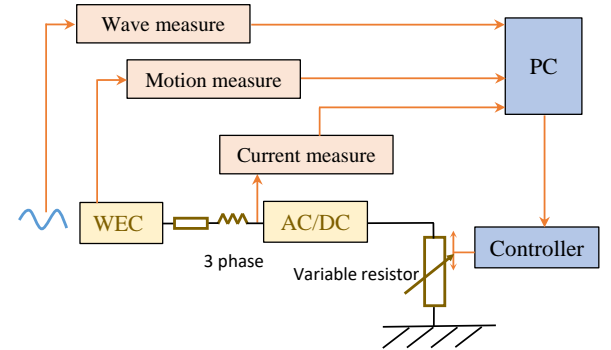 Wave measure
Motion measure
PC
Current measure
WEC
AC/DC
3 phase
Variable resistor
Controller